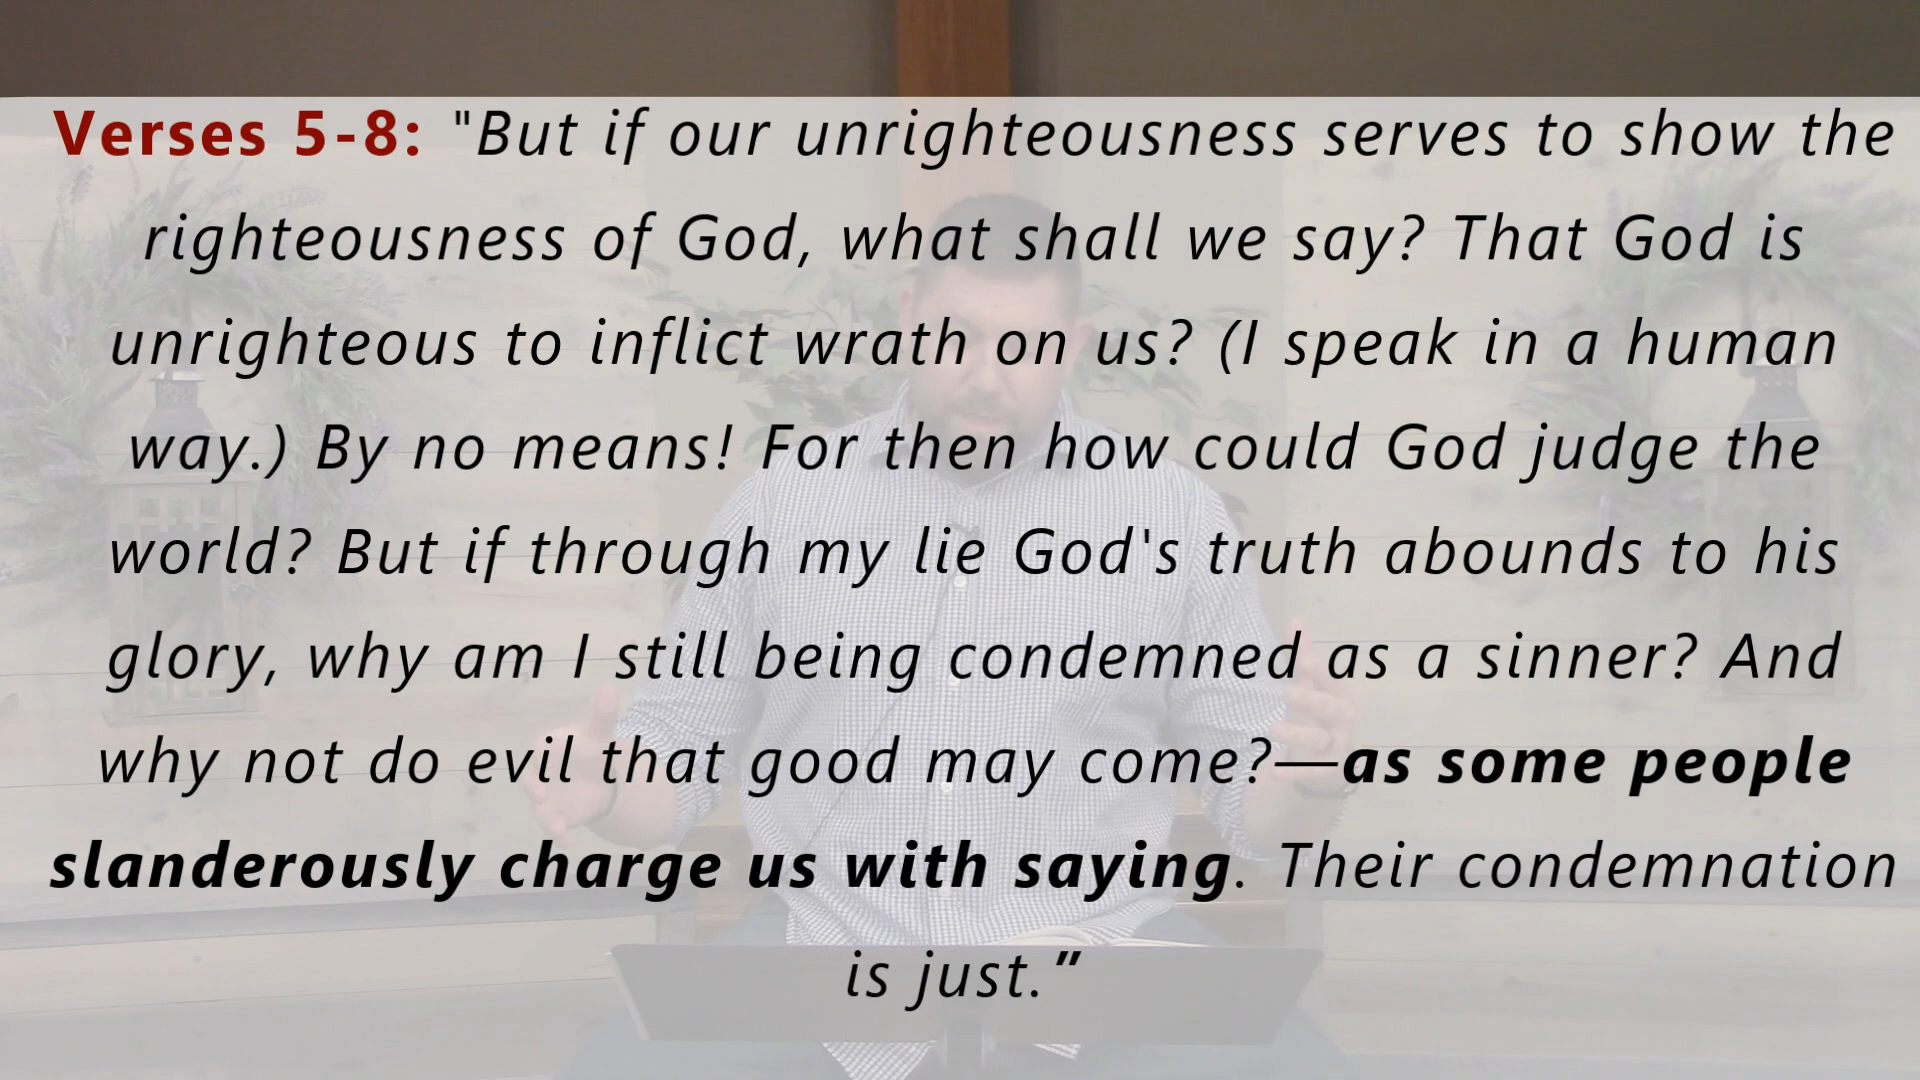 Verses 5-8: "But if our unrighteousness serves to show the
righteousness of God, what shall we say? That God is
unrighteous to inflict wrath on us? (I speak in a human
way.) By no means! For then how could God judge the
world? But if through my lie God's truth abounds to his
glory, why am I still being condemned as a sinner? And
why not do evil that good may come?—as some people
slanderously charge us with saying. Their condemnation
is just.”